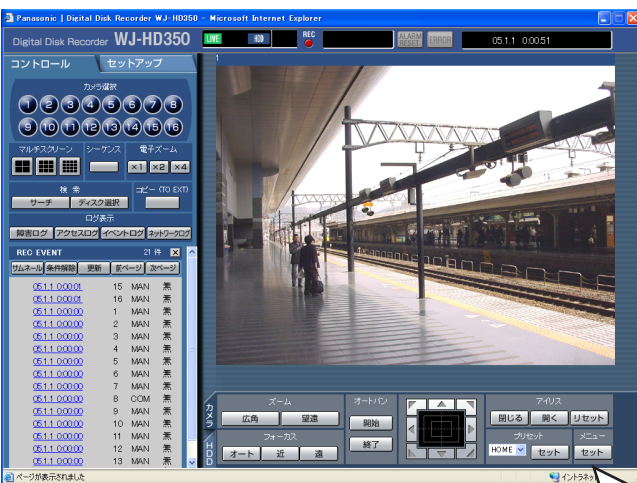 Panasonic | Digital Disk Recorder WJ-HD350 - Microsoft Internet Explorer
Digital Disk Recorder WJ-HD350
LIVE HDD REC ALARM RESET ERROR 05.1.1 0:00:51
コントロール セットアップ
1
カメラ選択
1 2 3 4 5 6 7 8
9 10 11 12 13 14 15 16
マルチスクリーン シーケンス 電子ズーム
×1 ×2 ×4
検索 コピー (TO EXT)
サーチ ディスク選択
ログ表示
障害ログ アクセスログ イベントログ ネットワークログ
REC EVENT 21 件 X
サムネール 条件解除 更新 前ページ 次ページ
05.1.1 0:00:01 15 MAN 無
05.1.1 0:00:01 16 MAN 無
05.1.1 0:00:00 1 MAN 無
05.1.1 0:00:00 2 MAN 無
05.1.1 0:00:00 3 MAN 無
05.1.1 0:00:00 4 MAN 無
05.1.1 0:00:00 5 MAN 無
05.1.1 0:00:00 6 MAN 無
05.1.1 0:00:00 7 MAN 無
05.1.1 0:00:00 8 COM 無
05.1.1 0:00:00 9 MAN 無
05.1.1 0:00:00 10 MAN 無
05.1.1 0:00:00 11 MAN 無
05.1.1 0:00:00 12 MAN 無
05.1.1 0:00:00 13 MAN 無
カメラ
HDD
ズーム オートパン アイリス
広角 望遠 開始 閉じる 開く リセット
フォーカス プリセット メニュー
オート 近 遠 終了 HOME セット セット
ページが表示されました イントラネッ